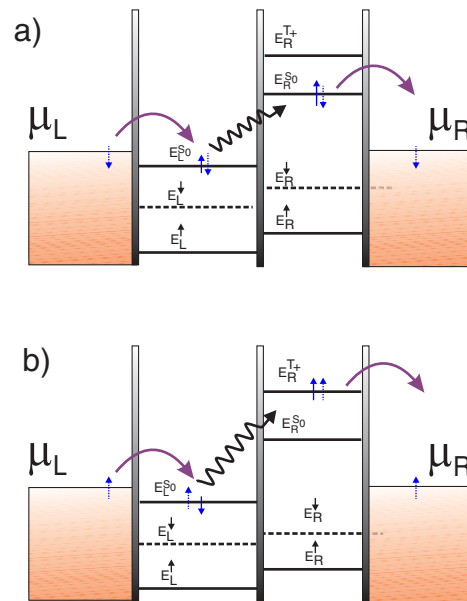 a)
E_R^{T+}
E_R^{S0}
μ_L
μ_R
E_L^{S0}
E_L^↓
E_R^↓
E_L^↑
E_R^↑
b)
E_R^{T+}
E_R^{S0}
μ_L
μ_R
E_L^{S0}
E_L^↓
E_R^↓
E_L^↑
E_R^↑